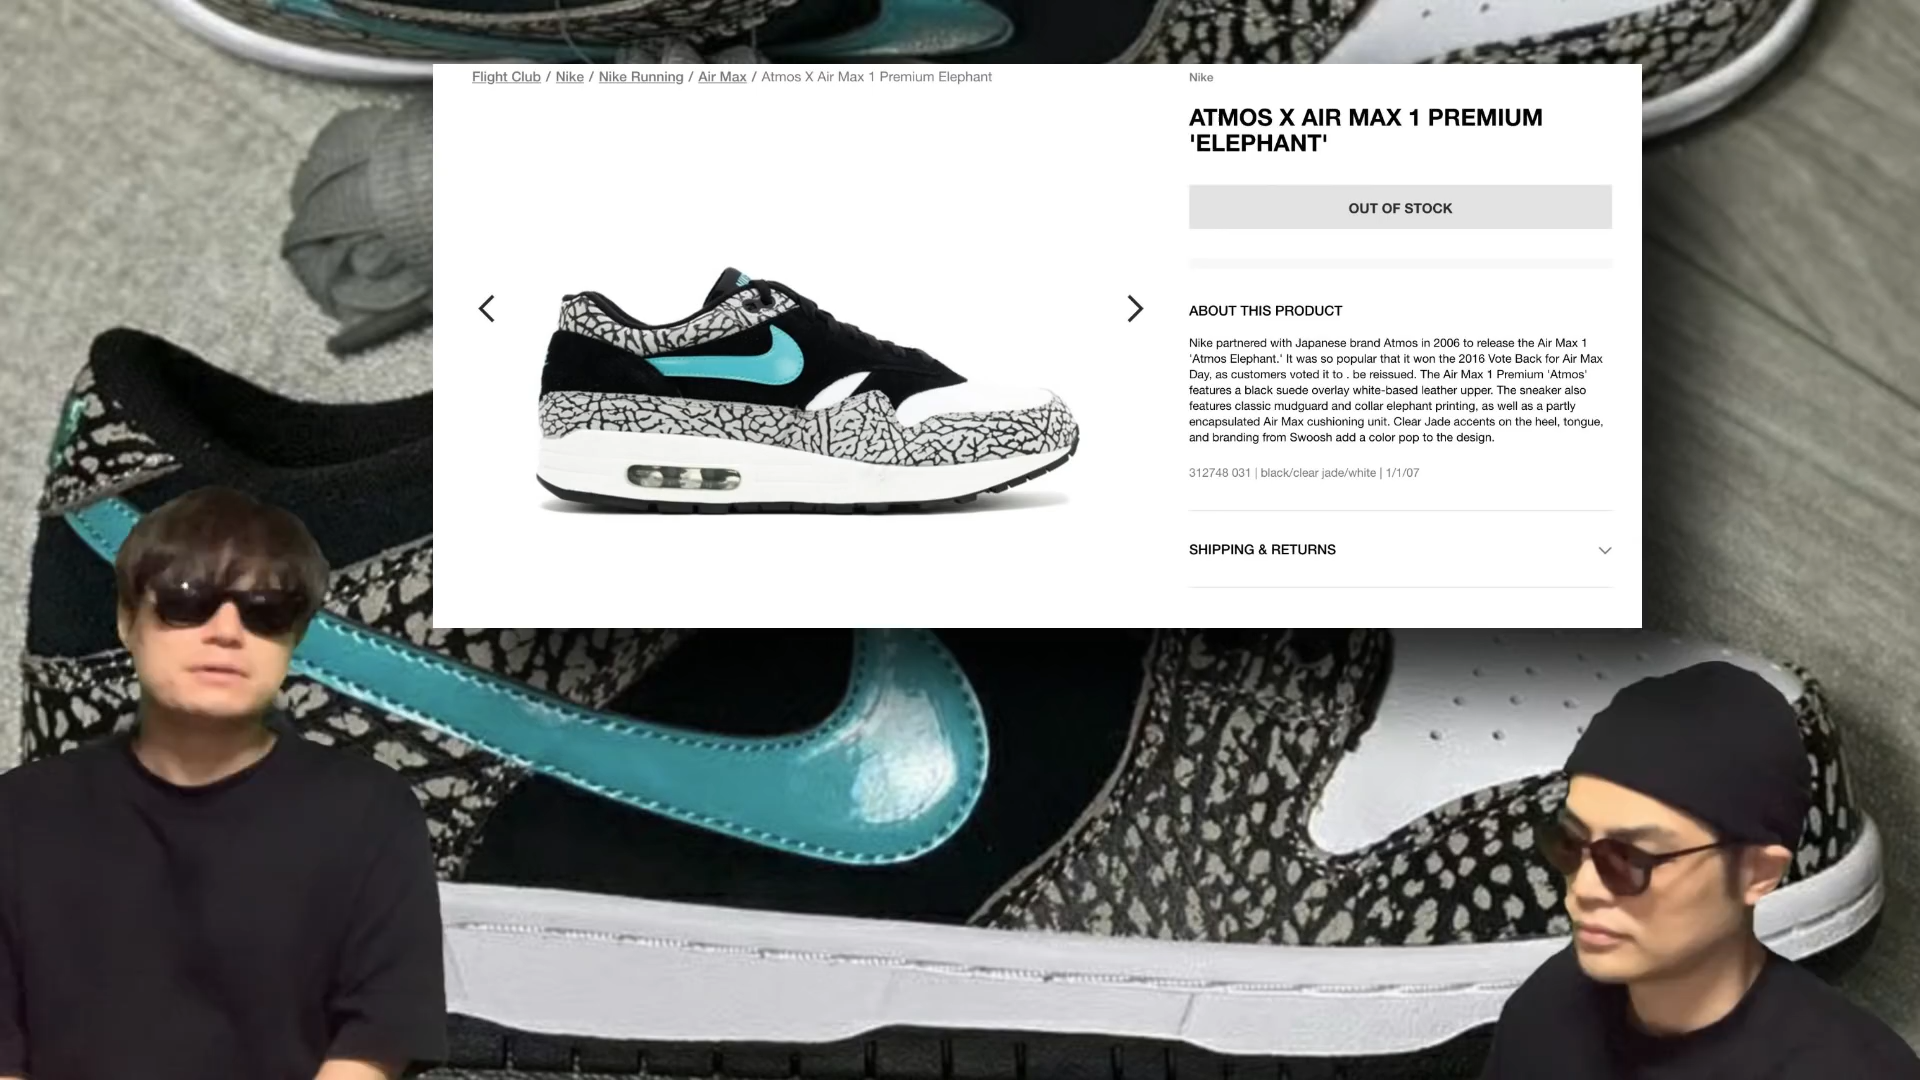 Flight Club / Nike / Nike Running / Air Max / Atmos X Air Max 1 Premium Elephant
Nike
ATMOS X AIR MAX 1 PREMIUM
'ELEPHANT'
OUT OF STOCK
ABOUT THIS PRODUCT
Nike partnered with Japanese brand Atmos in 2006 to release the Air Max 1
'Atmos Elephant.' It was so popular that it won the 2016 Vote Back for Air Max
Day, as customers voted it to . be reissued. The Air Max 1 Premium 'Atmos'
features a black suede overlay white-based leather upper. The sneaker also
features classic mudguard and collar elephant printing, as well as a partly
encapsulated Air Max cushioning unit. Clear Jade accents on the heel, tongue,
and branding from Swoosh add a color pop to the design.
312748 031 | black/clear jade/white | 1/1/07
SHIPPING & RETURNS